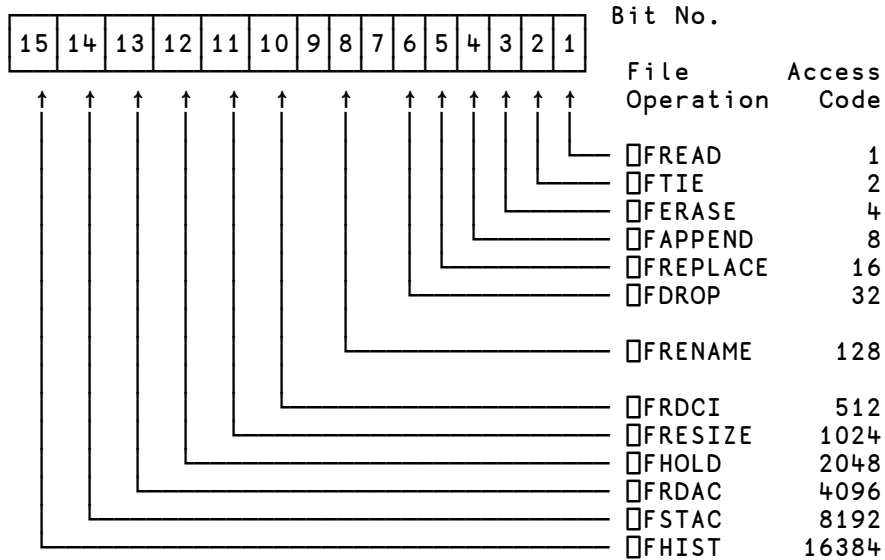 Bit No.
15 14 13 12 11 10 9 8 7 6 5 4 3 2 1
File Access
Operation Code
⎕FREAD 1
⎕FTIE 2
⎕FERASE 4
⎕FAPPEND 8
⎕FREPLACE 16
⎕FDROP 32
⎕FRENAME 128
⎕FRDCI 512
⎕FRESIZE 1024
⎕FHOLD 2048
⎕FRDAC 4096
⎕FSTAC 8192
⎕FHIST 16384